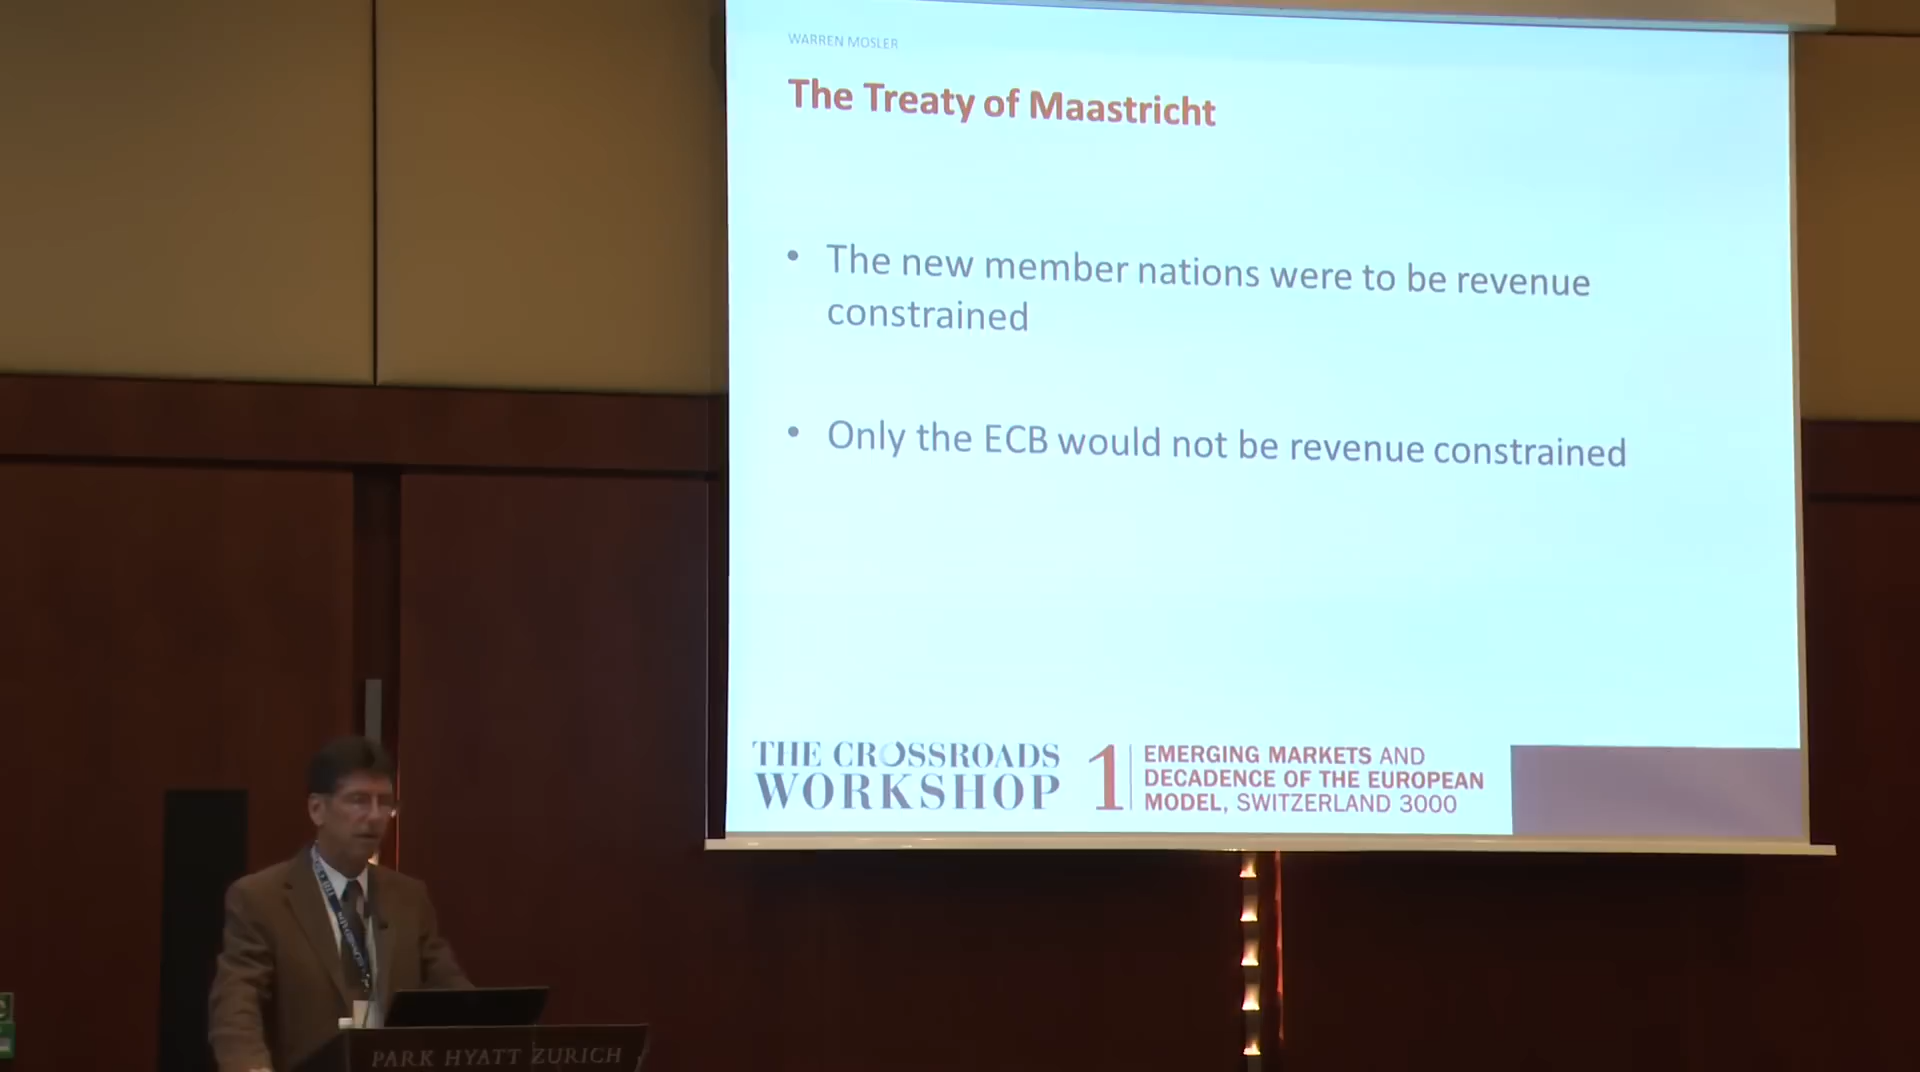 WARREN MOSLER
The Treaty of Maastricht
• The new member nations were to be revenue
constrained
• Only the ECB would not be revenue constrained
THE CROSSROADS
WORKSHOP
1
EMERGING MARKETS AND
DECADENCE OF THE EUROPEAN
MODEL, SWITZERLAND 3000
PARK HYATT ZURICH